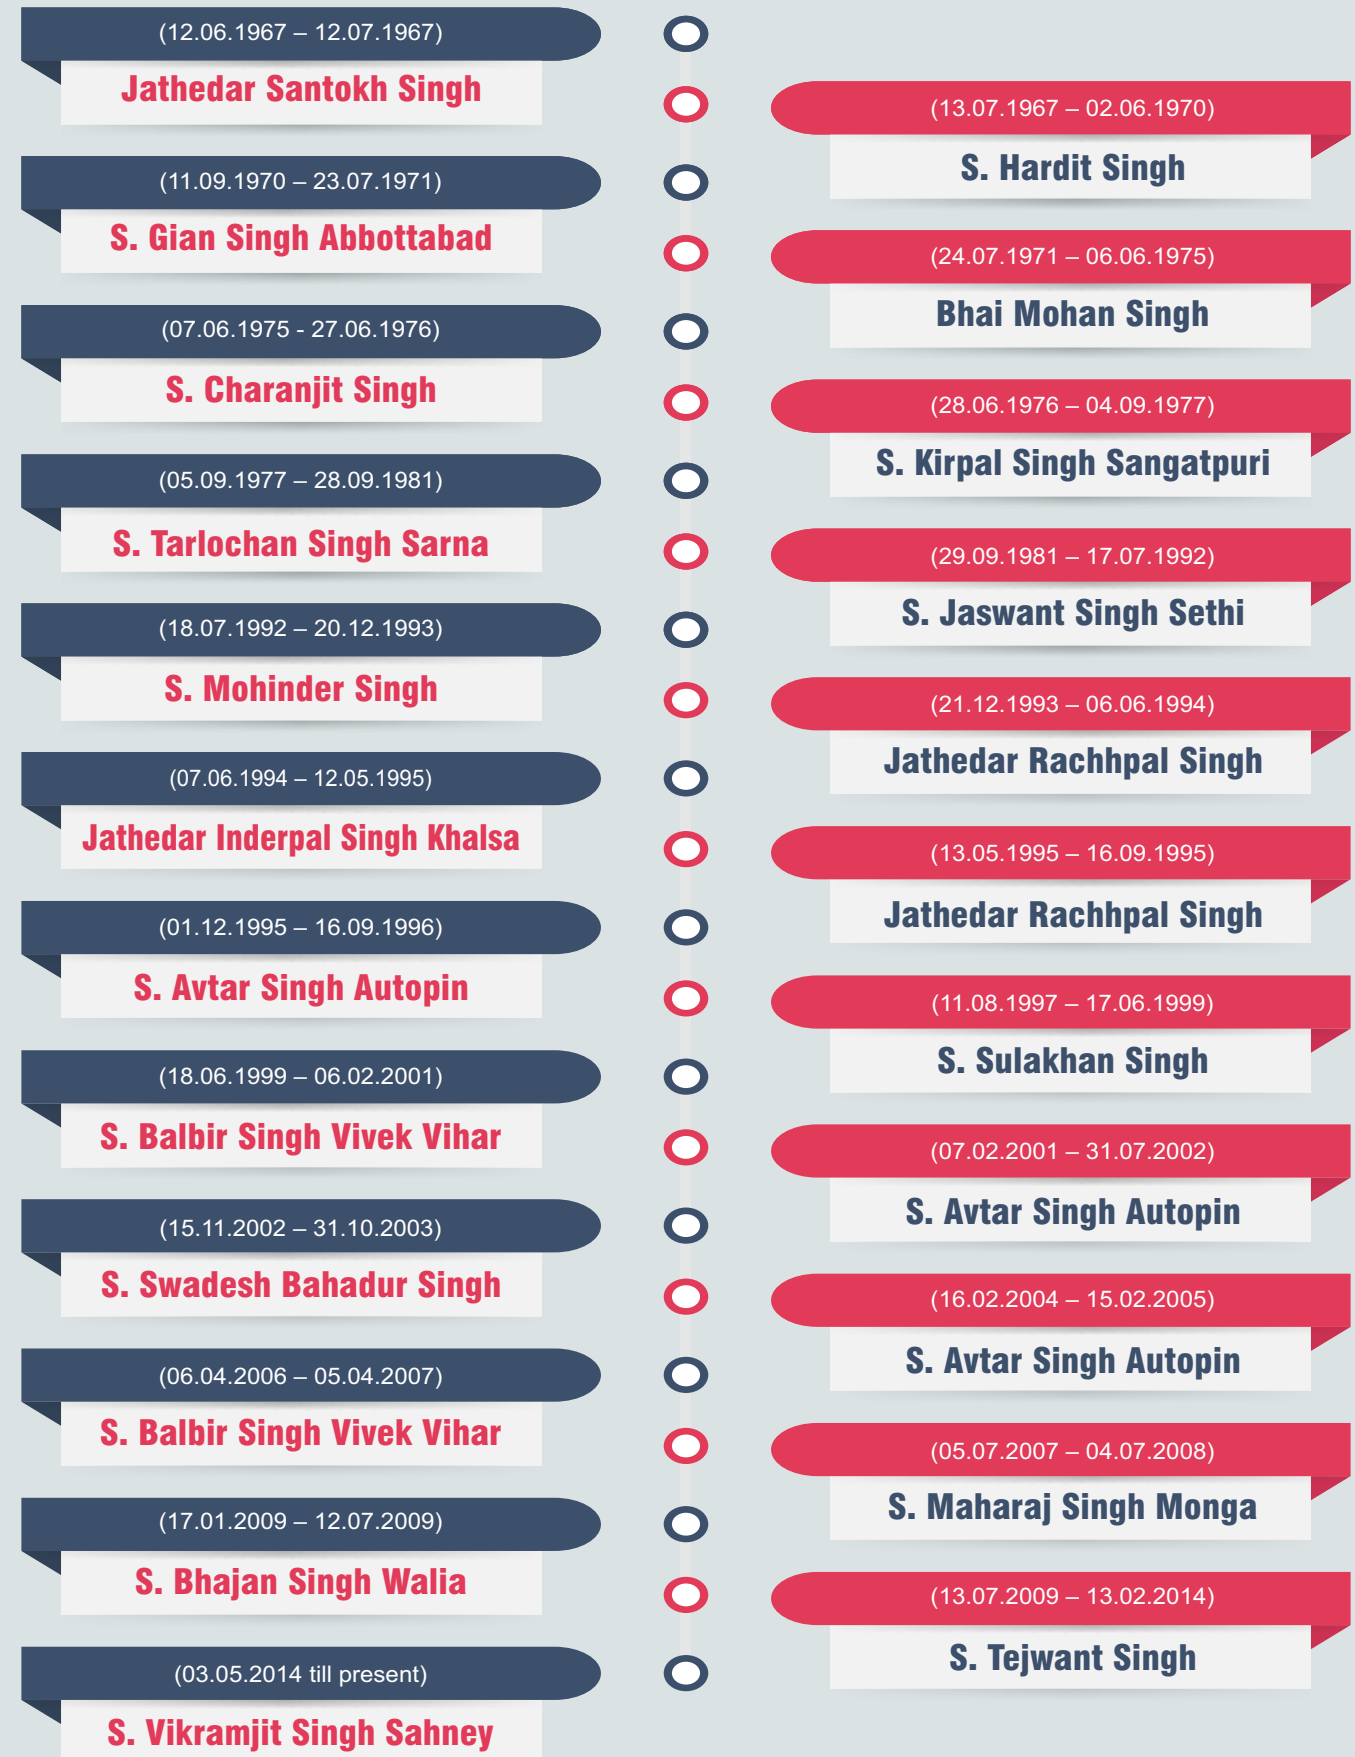 (12.06.1967 – 12.07.1967)
Jathedar Santokh Singh
(13.07.1967 – 02.06.1970)
S. Hardit Singh
(11.09.1970 – 23.07.1971)
S. Gian Singh Abbottabad
(24.07.1971 – 06.06.1975)
Bhai Mohan Singh
(07.06.1975 - 27.06.1976)
S. Charanjit Singh
(28.06.1976 – 04.09.1977)
S. Kirpal Singh Sangatpuri
(05.09.1977 – 28.09.1981)
S. Tarlochan Singh Sarna
(29.09.1981 – 17.07.1992)
S. Jaswant Singh Sethi
(18.07.1992 – 20.12.1993)
S. Mohinder Singh
(21.12.1993 – 06.06.1994)
Jathedar Rachhpal Singh
(07.06.1994 – 12.05.1995)
Jathedar Inderpal Singh Khalsa
(13.05.1995 – 16.09.1995)
Jathedar Rachhpal Singh
(01.12.1995 – 16.09.1996)
S. Avtar Singh Autopin
(11.08.1997 – 17.06.1999)
S. Sulakhan Singh
(18.06.1999 – 06.02.2001)
S. Balbir Singh Vivek Vihar
(07.02.2001 – 31.07.2002)
S. Avtar Singh Autopin
(15.11.2002 – 31.10.2003)
S. Swadesh Bahadur Singh
(16.02.2004 – 15.02.2005)
S. Avtar Singh Autopin
(06.04.2006 – 05.04.2007)
S. Balbir Singh Vivek Vihar
(05.07.2007 – 04.07.2008)
S. Maharaj Singh Monga
(17.01.2009 – 12.07.2009)
S. Bhajan Singh Walia
(13.07.2009 – 13.02.2014)
S. Tejwant Singh
(03.05.2014 till present)
S. Vikramjit Singh Sahney